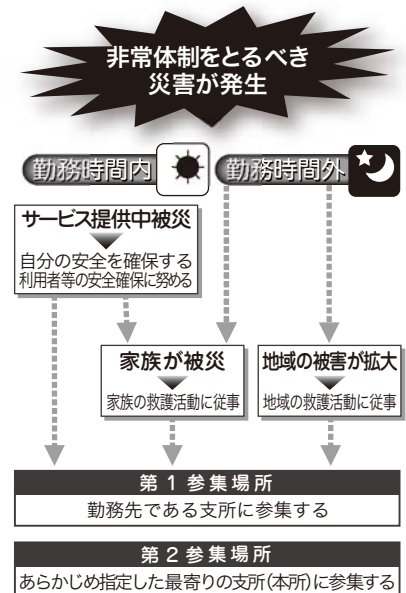 非常体制をとるべき
災害が発生
勤務時間内
勤務時間外
サービス提供中被災
自分の安全を確保する
利用者等の安全確保に努める
家族が被災
家族の救護活動に従事
地域の被害が拡大
地域の救護活動に従事
第1参集場所
勤務先である支所に参集する
第2参集場所
あらかじめ指定した最寄りの支所(本所)に参集する